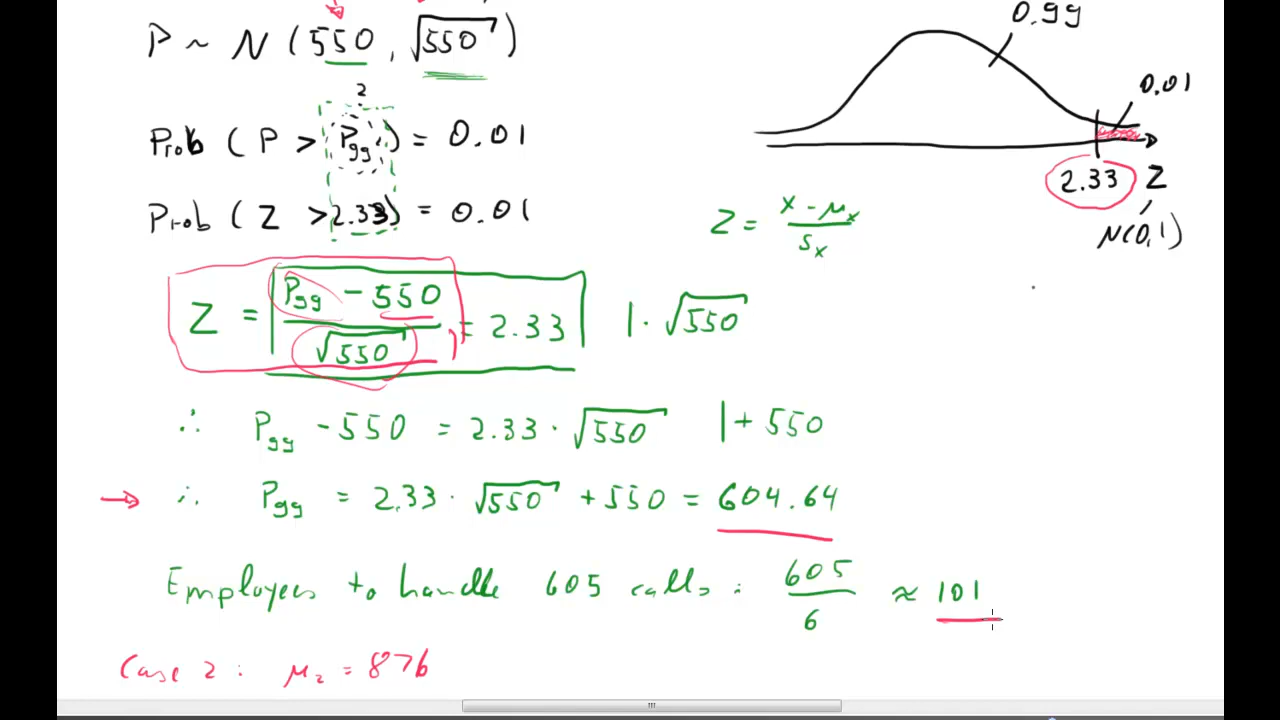 P ~ N ( 550 , √550 )
0.99
0.01
2
Prob ( P > P99 ) = 0.01
2.33 Z
N(0,1)
Prob ( Z > 2.33 ) = 0.01
Z = x - μx / sx
Z = P99 - 550 / √550 = 2.33 | · √550
∴ P99 - 550 = 2.33 · √550 | + 550
→ ∴ P99 = 2.33 · √550 + 550 = 604.64
Employees to handle 605 calls : 605 / 6 ≈ 101
Case 2 : μ2 = 876